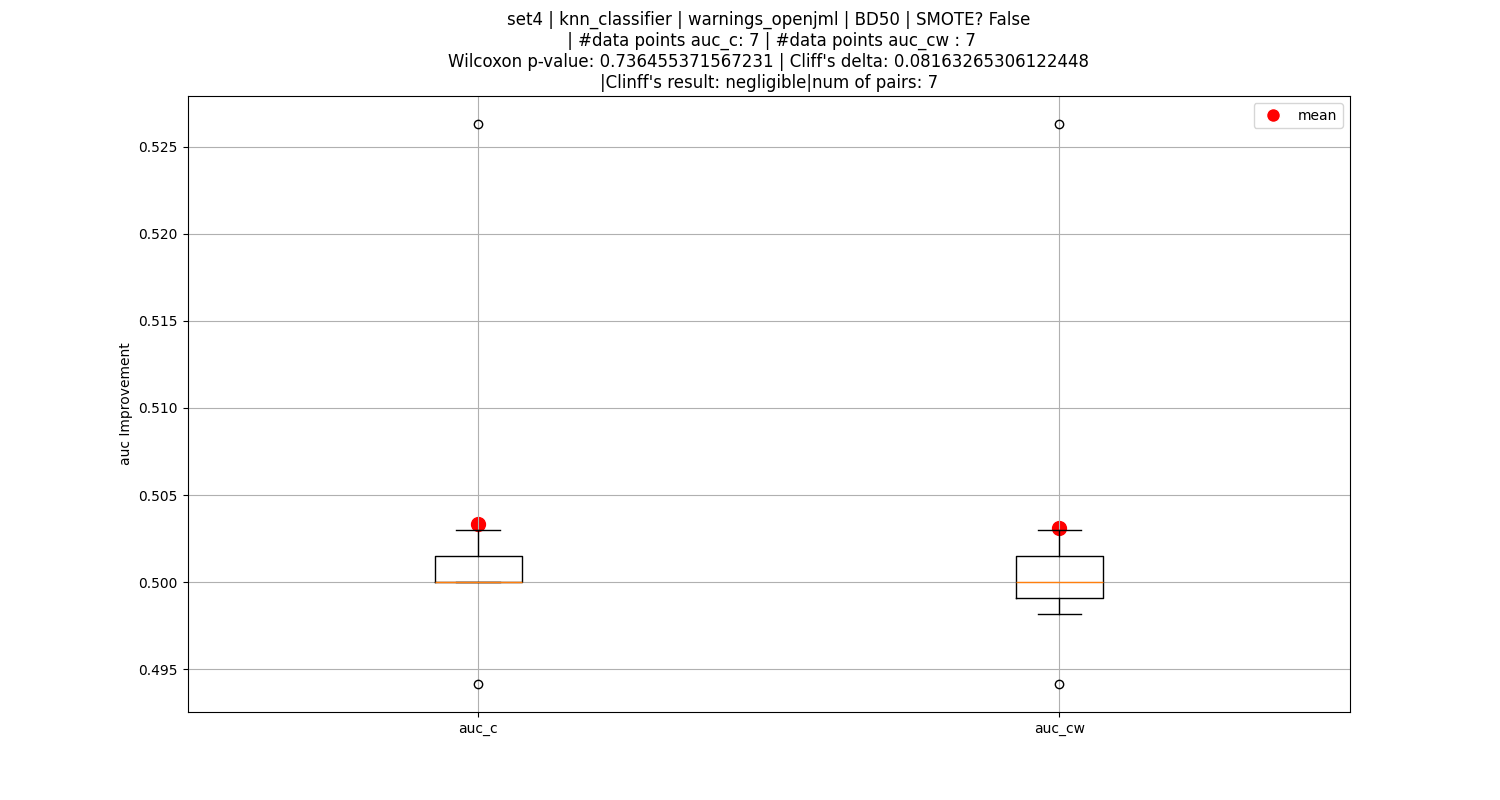 set4 | knn_classifier | warnings_openjml | BD50 | SMOTE? False
| #data points auc_c: 7 | #data points auc_cw : 7
Wilcoxon p-value: 0.736455371567231 | Cliff's delta: 0.08163265306122448
|Clinff's result: negligible|num of pairs: 7
mean
0.525
0.520
0.515
0.510
0.505
0.500
0.495
auc Improvement
auc_c
auc_cw